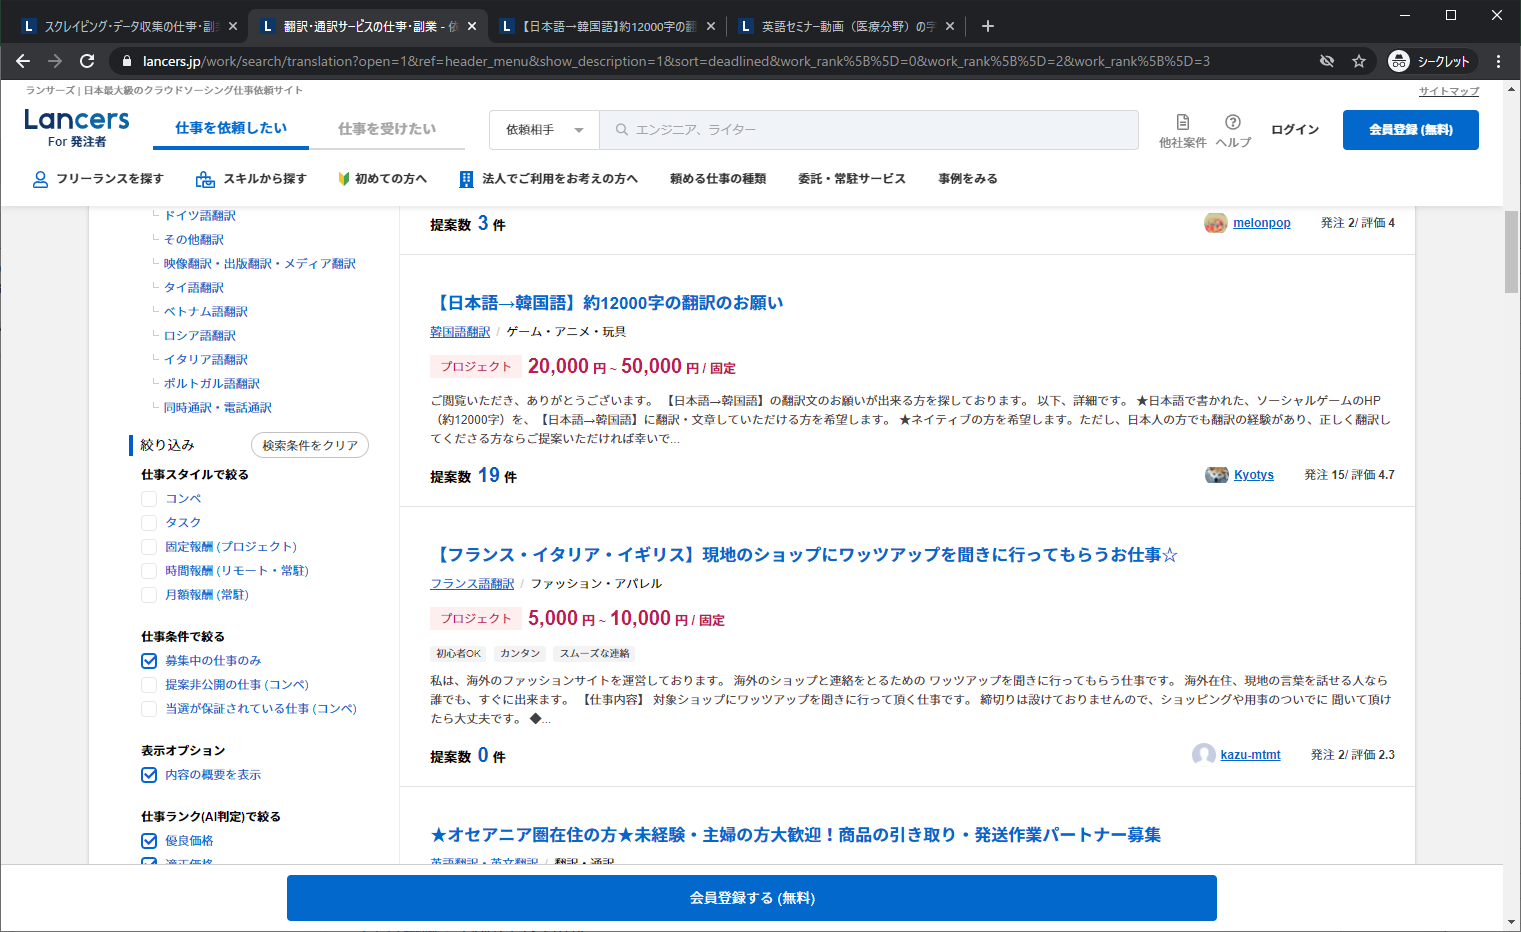 スクレイピング・データ収集の仕事・副
翻訳・通訳サービスの仕事・副業 - 依
【日本語→韓国語】約12000字の翻
英語セミナー動画（医療分野）の字
lancers.jp/work/search/translation?open=1&ref=header_menu&show_description=1&sort=deadlined&work_rank%5B%5D=0&work_rank%5B%5D=2&work_rank%5B%5D=3
シークレット
ランサーズ | 日本最大級のクラウドソーシング仕事依頼サイト
サイトマップ
Lancers
For 発注者
仕事を依頼したい
仕事を受けたい
依頼相手
エンジニア、ライター
他社案件
ヘルプ
ログイン
会員登録 (無料)
フリーランスを探す
スキルから探す
初めての方へ
法人でご利用をお考えの方へ
頼める仕事の種類
委託・常駐サービス
事例をみる
ドイツ語翻訳
その他翻訳
映像翻訳・出版翻訳・メディア翻訳
タイ語翻訳
ベトナム語翻訳
ロシア語翻訳
イタリア語翻訳
ポルトガル語翻訳
同時通訳・電話通訳
絞り込み
検索条件をクリア
仕事スタイルで絞る
コンペ
タスク
固定報酬 (プロジェクト)
時間報酬 (リモート・常駐)
月額報酬 (常駐)
仕事条件で絞る
募集中の仕事のみ
提案非公開の仕事 (コンペ)
当選が保証されている仕事 (コンペ)
表示オプション
内容の概要を表示
仕事ランク(AI判定)で絞る
優良価格
適正価格
提案数 3 件
melonpop
発注 2/ 評価 4
【日本語→韓国語】約12000字の翻訳のお願い
韓国語翻訳 / ゲーム・アニメ・玩具
プロジェクト 20,000 円 ~ 50,000 円 / 固定
ご閲覧いただき、ありがとうございます。 【日本語→韓国語】の翻訳文のお願いが出来る方を探しております。 以下、詳細です。 ★日本語で書かれた、ソーシャルゲームのHP
（約12000字）を、【日本語→韓国語】に翻訳・文章していただける方を希望します。 ★ネイティブの方を希望します。ただし、日本人の方でも翻訳の経験があり、正しく翻訳し
てくださる方ならご提案いただければ幸いで...
提案数 19 件
Kyotys
発注 15/ 評価 4.7
【フランス・イタリア・イギリス】現地のショップにワッツアップを聞きに行ってもらうお仕事☆
フランス語翻訳 / ファッション・アパレル
プロジェクト 5,000 円 ~ 10,000 円 / 固定
初心者OK カンタン スムーズな連絡
私は、海外のファッションサイトを運営しております。 海外のショップと連絡をとるための ワッツアップを聞きに行ってもらう仕事です。 海外在住、現地の言葉を話せる人なら
誰でも、すぐに出来ます。 【仕事内容】 対象ショップにワッツアップを聞きに行って頂く仕事です。 締切りは設けておりませんので、ショッピングや用事のついでに 聞いて頂け
たら大丈夫です。 ◆...
提案数 0 件
kazu-mtmt
発注 2/ 評価 2.3
★オセアニア圏在住の方★未経験・主婦の方大歓迎！商品の引き取り・発送作業パートナー募集
英語翻訳・英文翻訳 / 翻訳・通訳
会員登録する (無料)